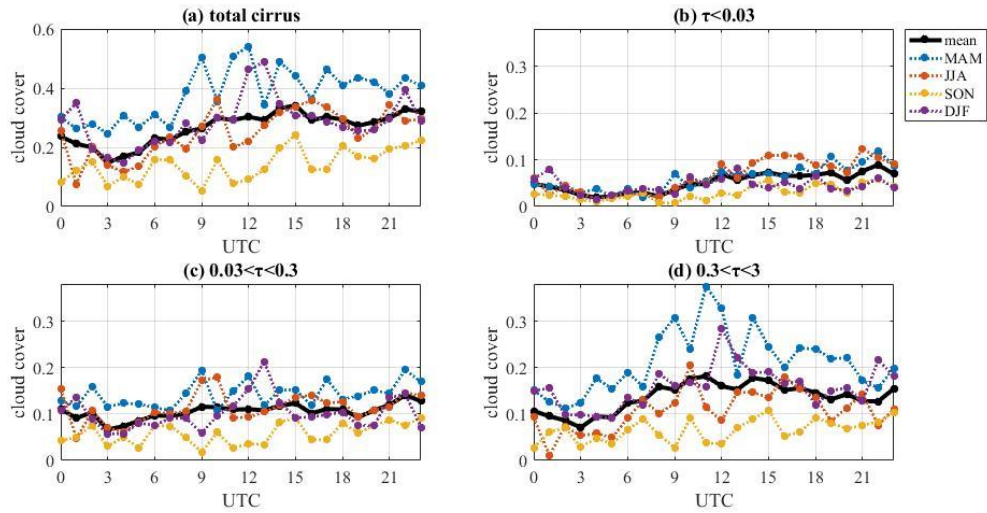 (a) total cirrus
0.6
0.4
0.2
0
cloud cover
0 3 6 9 12 15 18 21
UTC
(b) τ<0.03
0.3
0.2
0.1
0
cloud cover
0 3 6 9 12 15 18 21
UTC
mean
MAM
JJA
SON
DJF
(c) 0.03<τ<0.3
0.3
0.2
0.1
0
cloud cover
0 3 6 9 12 15 18 21
UTC
(d) 0.3<τ<3
0.3
0.2
0.1
0
cloud cover
0 3 6 9 12 15 18 21
UTC